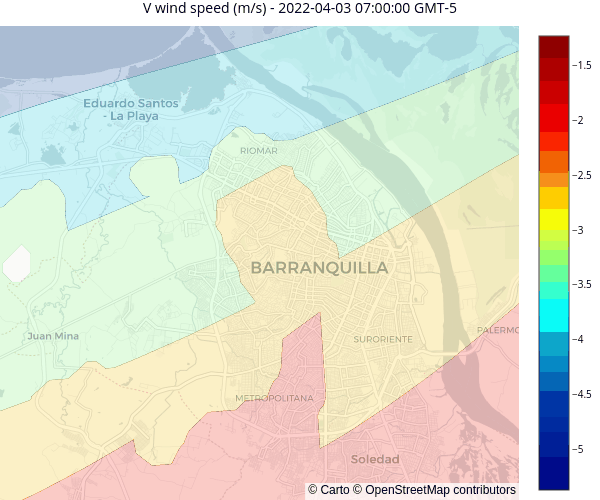 V wind speed (m/s) - 2022-04-03 07:00:00 GMT-5
−1.5
−2
−2.5
−3
−3.5
−4
−4.5
−5
Eduardo Santos
- La Playa
RIOMAR
BARRANQUILLA
Juan Mina
SURORIENTE
PALERMO
METROPOLITANA
Soledad
© Carto © OpenStreetMap contributors